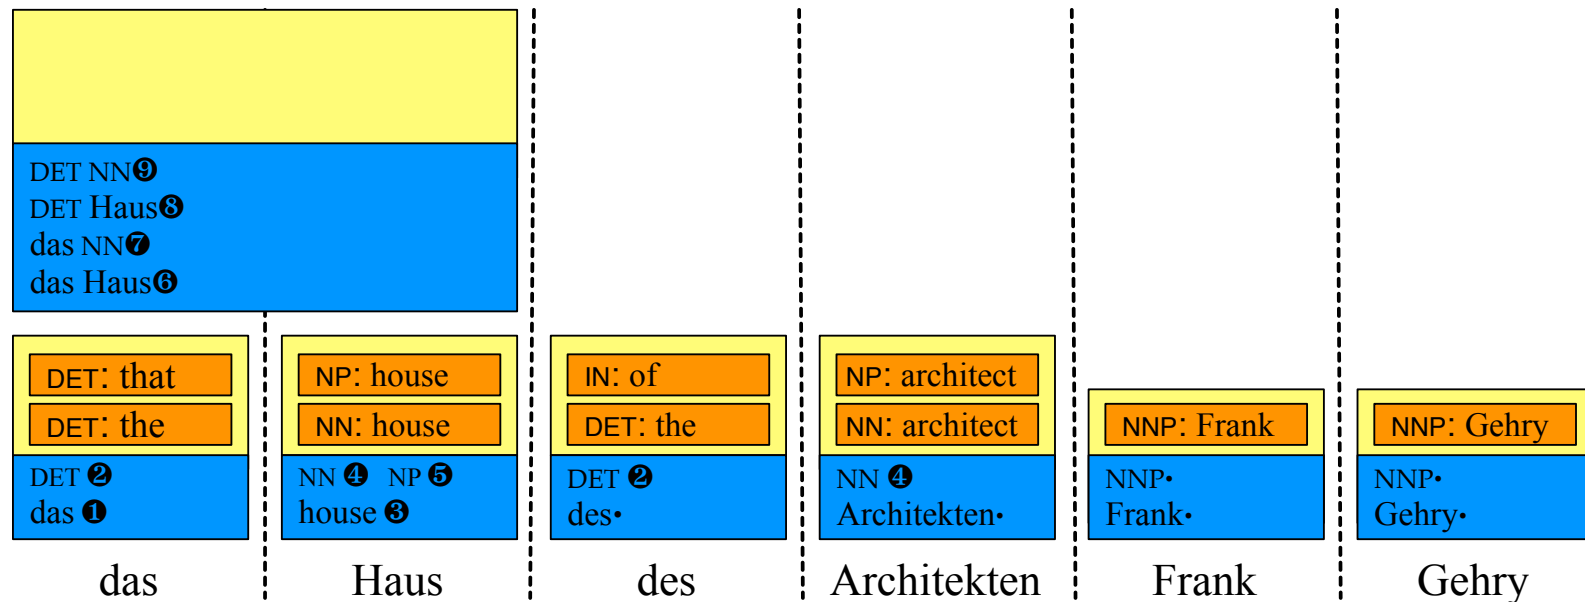 DET NN❾
DET Haus❽
das NN❼
das Haus❻
DET: that
DET: the
DET ❷
das ❶
NP: house
NN: house
NN ❹ NP ❺
house ❸
IN: of
DET: the
DET ❷
des•
NP: architect
NN: architect
NN ❹
Architekten•
NNP: Frank
NNP•
Frank•
NNP: Gehry
NNP•
Gehry•
das Haus des Architekten Frank Gehry